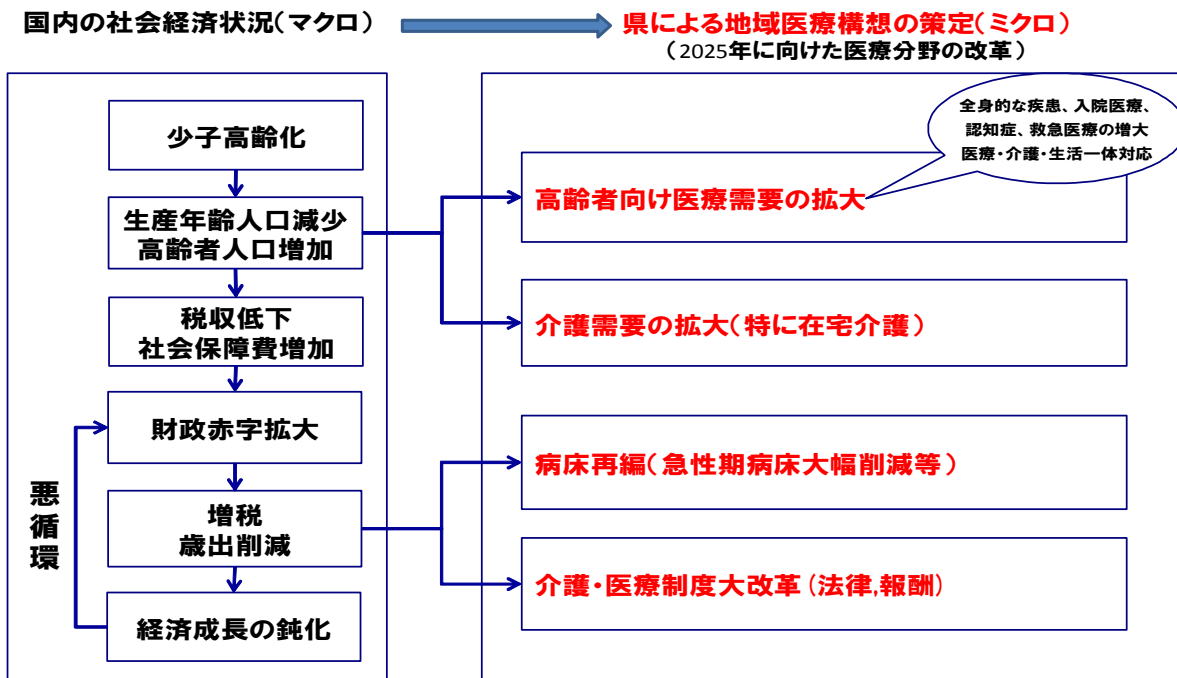 国内の社会経済状況(マクロ)
県による地域医療構想の策定(ミクロ)
(2025年に向けた医療分野の改革)
少子高齢化
生産年齢人口減少
高齢者人口増加
税収低下
社会保障費増加
財政赤字拡大
増税
歳出削減
経済成長の鈍化
悪循環
全身的な疾患、入院医療、
認知症、救急医療の増大
医療・介護・生活一体対応
高齢者向け医療需要の拡大
介護需要の拡大(特に在宅介護)
病床再編(急性期病床大幅削減等)
介護・医療制度大改革(法律,報酬)